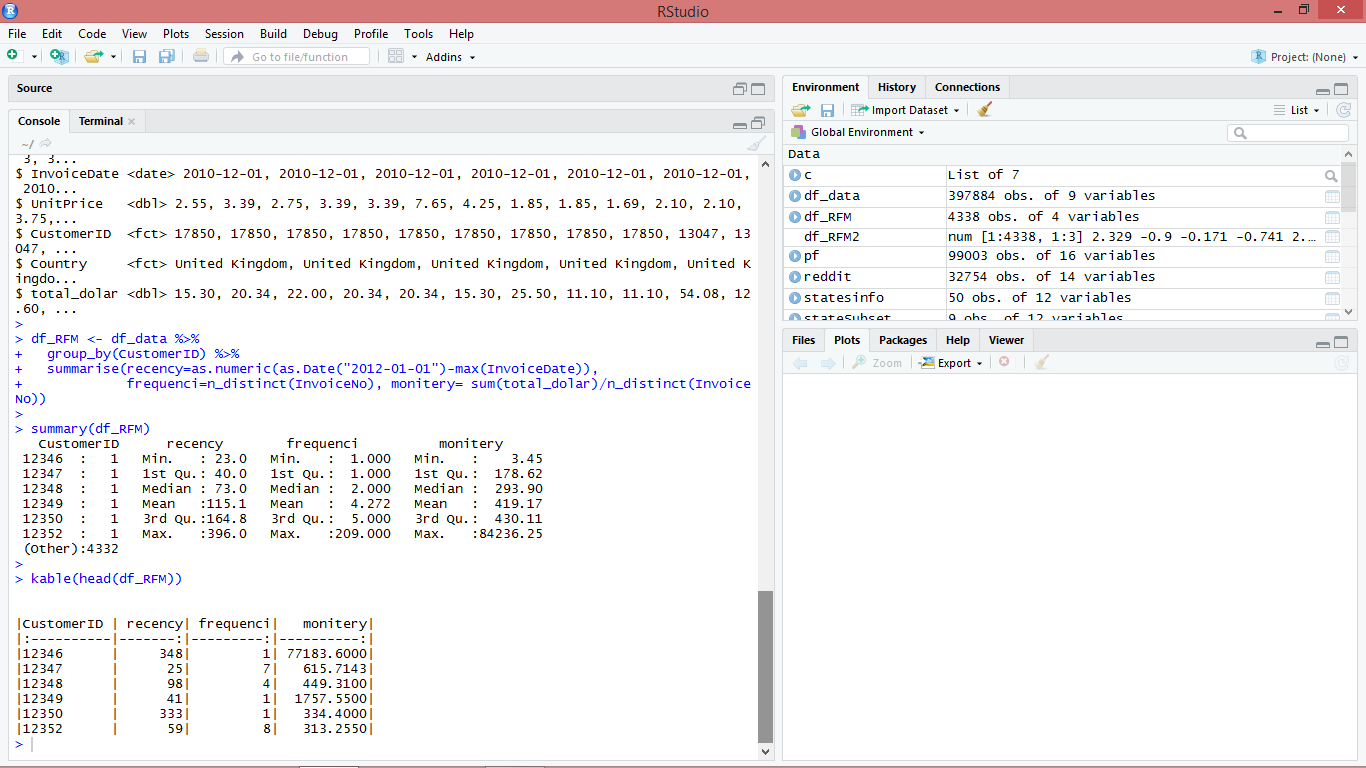 RStudio
File Edit Code View Plots Session Build Debug Profile Tools Help
Go to file/function Addins Project: (None)
Source
Console Terminal
~/
3, 3...
$ InvoiceDate <date> 2010-12-01, 2010-12-01, 2010-12-01, 2010-12-01, 2010-12-01,
2010...
$ UnitPrice <dbl> 2.55, 3.39, 2.75, 3.39, 3.39, 7.65, 4.25, 1.85, 1.85, 1.69, 2.10, 2.10,
3.75,...
$ CustomerID <fct> 17850, 17850, 17850, 17850, 17850, 17850, 17850, 17850, 17850, 13047, 13
047, ...
$ Country <fct> United Kingdom, United Kingdom, United Kingdom, United Kingdom, United K
ingdo...
$ total_dolar <dbl> 15.30, 20.34, 22.00, 20.34, 20.34, 15.30, 25.50, 11.10, 11.10, 54.08, 12
.60, ...
>
> df_RFM <- df_data %>%
+ group_by(CustomerID) %>%
+ summarise(recency=as.numeric(as.Date("2012-01-01")-max(InvoiceDate)),
+ frequenci=n_distinct(InvoiceNo), monitery= sum(total_dolar)/n_distinct(Invoice
No))
>
> summary(df_RFM)
CustomerID recency frequenci monitery
12346 : 1 Min. : 23.0 Min. : 1.000 Min. : 3.45
12347 : 1 1st Qu.: 40.0 1st Qu.: 1.000 1st Qu.: 178.62
12348 : 1 Median : 73.0 Median : 2.000 Median : 293.90
12349 : 1 Mean :115.1 Mean : 4.272 Mean : 419.17
12350 : 1 3rd Qu.:164.8 3rd Qu.: 5.000 3rd Qu.: 430.11
12352 : 1 Max. :396.0 Max. :209.000 Max. :84236.25
(Other):4332
>
> kable(head(df_RFM))
|CustomerID | recency| frequenci| monitery|
|:----------|-------:|---------:|----------:|
|12346 | 348| 1| 77183.6000|
|12347 | 25| 7| 615.7143|
|12348 | 98| 4| 449.3100|
|12349 | 41| 1| 1757.5500|
|12350 | 333| 1| 334.4000|
|12352 | 59| 8| 313.2550|
>
Environment History Connections
Import Dataset List
Global Environment
Data
c List of 7
df_data 397884 obs. of 9 variables
df_RFM 4338 obs. of 4 variables
df_RFM2 num [1:4338, 1:3] 2.329 -0.9 -0.171 -0.741 2....
pf 99003 obs. of 16 variables
reddit 32754 obs. of 14 variables
statesinfo 50 obs. of 12 variables
stateSubset 9 obs. of 12 variables
Files Plots Packages Help Viewer
Zoom Export